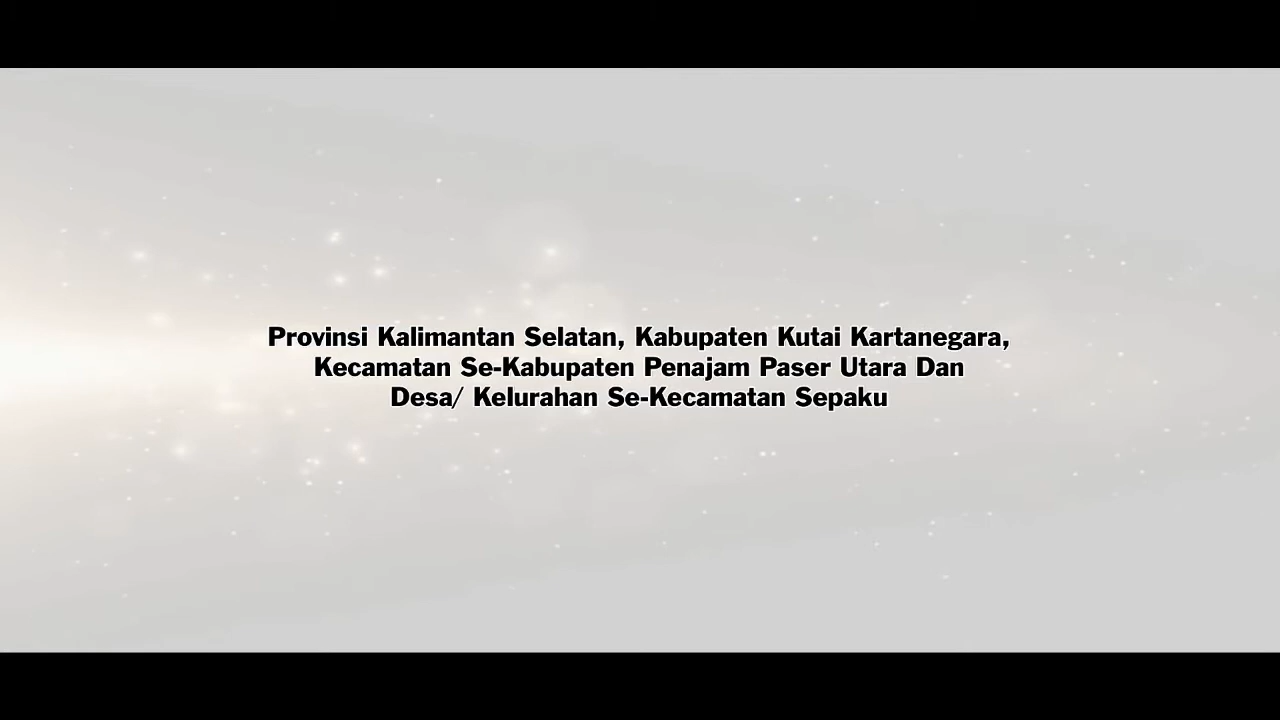 Provinsi Kalimantan Selatan, Kabupaten Kutai Kartanegara,
Kecamatan Se-Kabupaten Penajam Paser Utara Dan
Desa/ Kelurahan Se-Kecamatan Sepaku